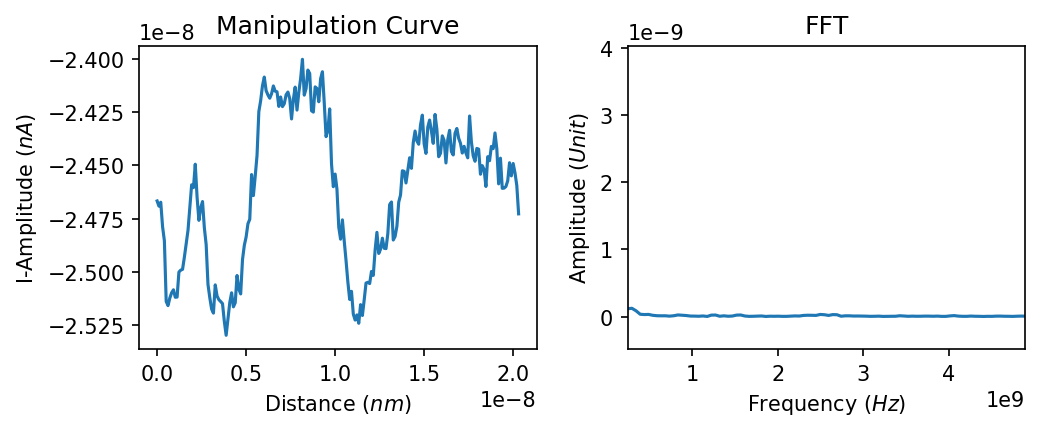 Manipulation Curve
1e−8
−2.400
−2.425
−2.450
−2.475
−2.500
−2.525
I-Amplitude (nA)
0.0 0.5 1.0 1.5 2.0
Distance (nm)
1e−8
FFT
1e−9
4
3
2
1
0
Amplitude (Unit)
1 2 3 4
Frequency (Hz)
1e9